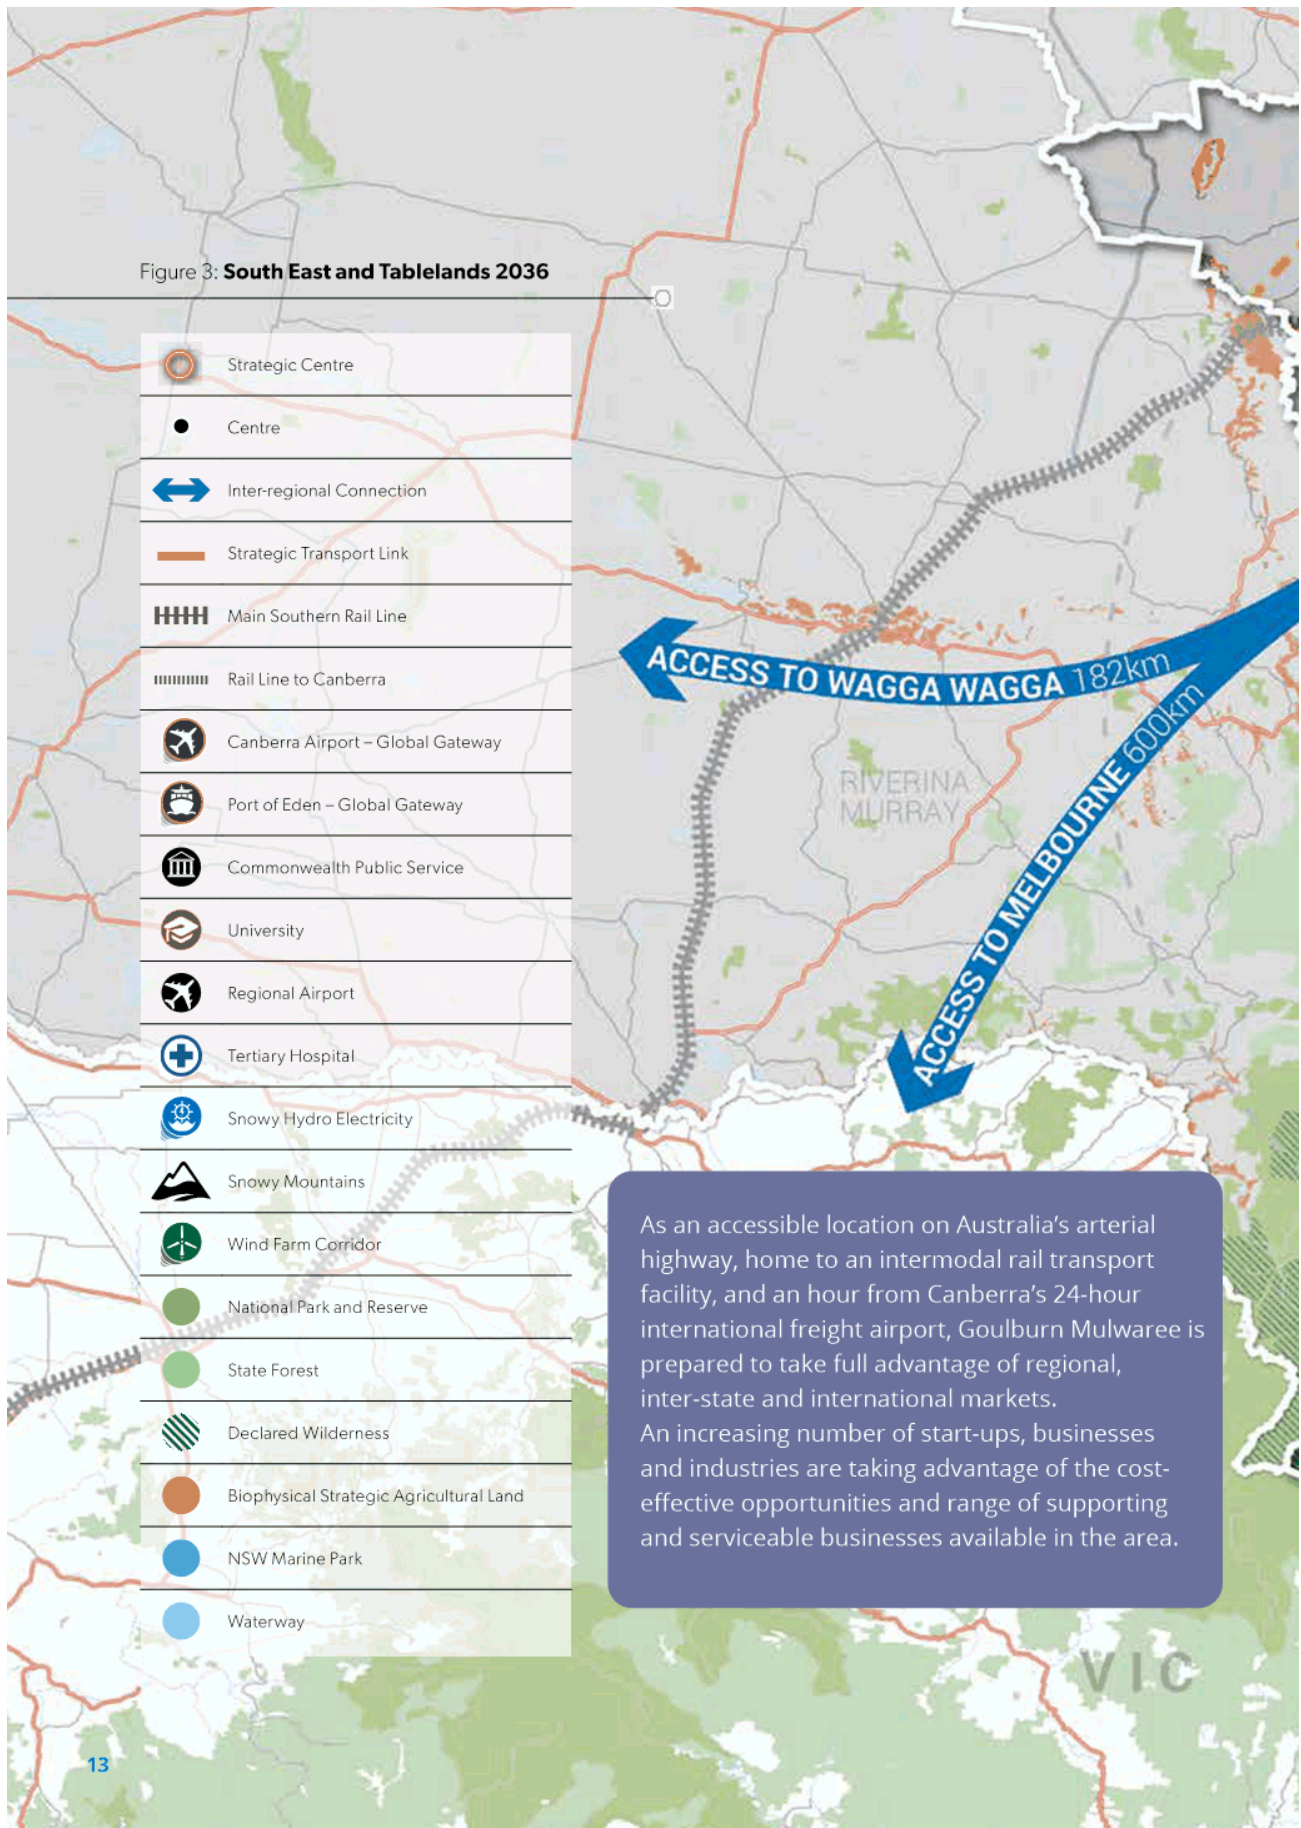 Figure 3: South East and Tablelands 2036
Strategic Centre
Centre
Inter-regional Connection
Strategic Transport Link
Main Southern Rail Line
Rail Line to Canberra
Canberra Airport – Global Gateway
Port of Eden – Global Gateway
Commonwealth Public Service
University
Regional Airport
Tertiary Hospital
Snowy Hydro Electricity
Snowy Mountains
Wind Farm Corridor
National Park and Reserve
State Forest
Declared Wilderness
Biophysical Strategic Agricultural Land
NSW Marine Park
Waterway
ACCESS TO WAGGA WAGGA 182km
ACCESS TO MELBOURNE 600km
RIVERINA
MURRAY
As an accessible location on Australia's arterial
highway, home to an intermodal rail transport
facility, and an hour from Canberra's 24-hour
international freight airport, Goulburn Mulwaree is
prepared to take full advantage of regional,
inter-state and international markets.
An increasing number of start-ups, businesses
and industries are taking advantage of the cost-
effective opportunities and range of supporting
and serviceable businesses available in the area.
VIC
13